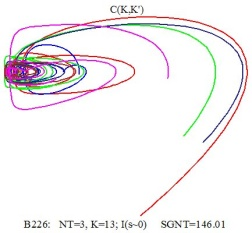 C(K,K')
B226: NT=3, K=13; I(s~0) SGNT=146.01